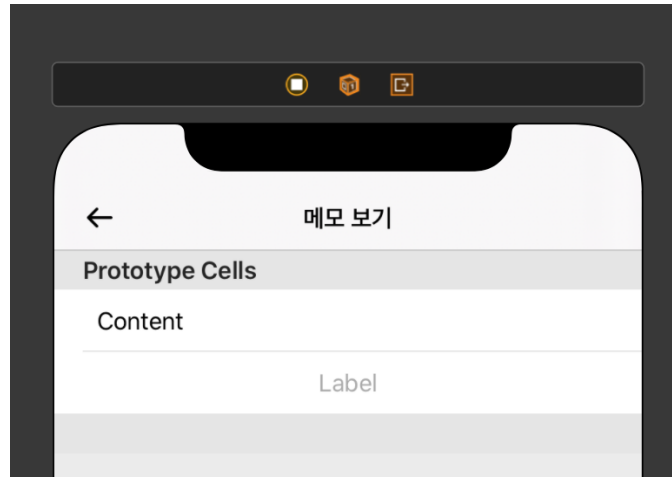 메모 보기
Prototype Cells
Content
Label